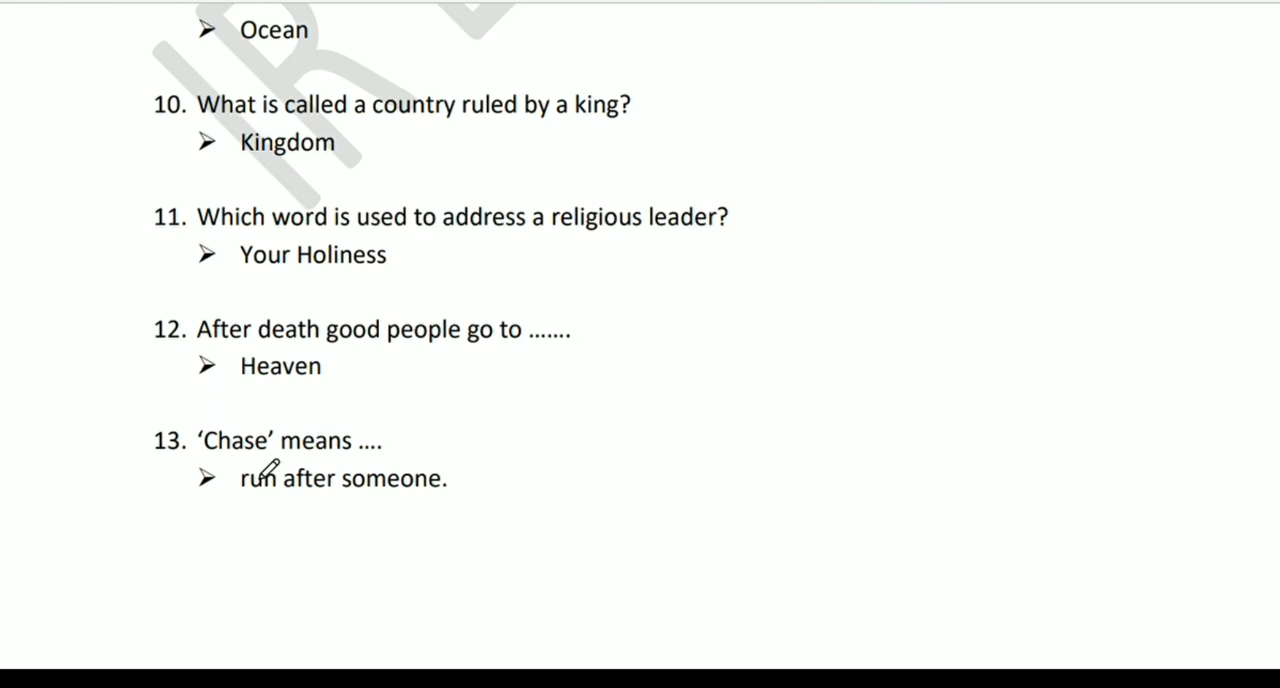 ➢ Ocean
10. What is called a country ruled by a king?
➢ Kingdom
11. Which word is used to address a religious leader?
➢ Your Holiness
12. After death good people go to .......
➢ Heaven
13. ‘Chase’ means ....
➢ run after someone.